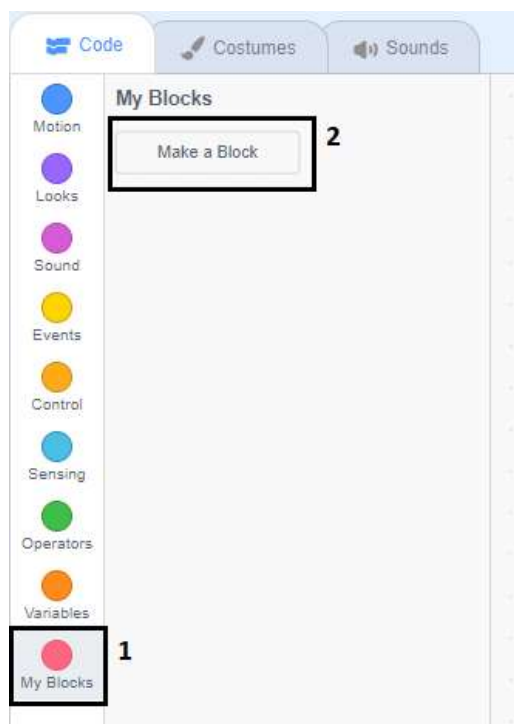 Code
Costumes
Sounds
Motion
Looks
Sound
Events
Control
Sensing
Operators
Variables
My Blocks
1
My Blocks
Make a Block
2